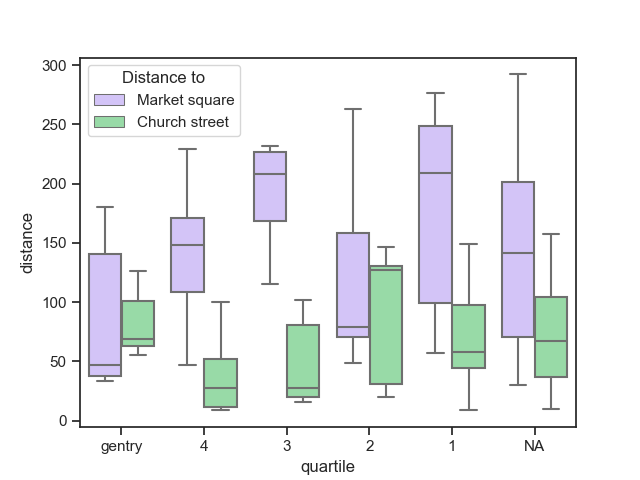 300
250
200
150
100
50
0
distance
Distance to
Market square
Church street
gentry 4 3 2 1 NA
quartile